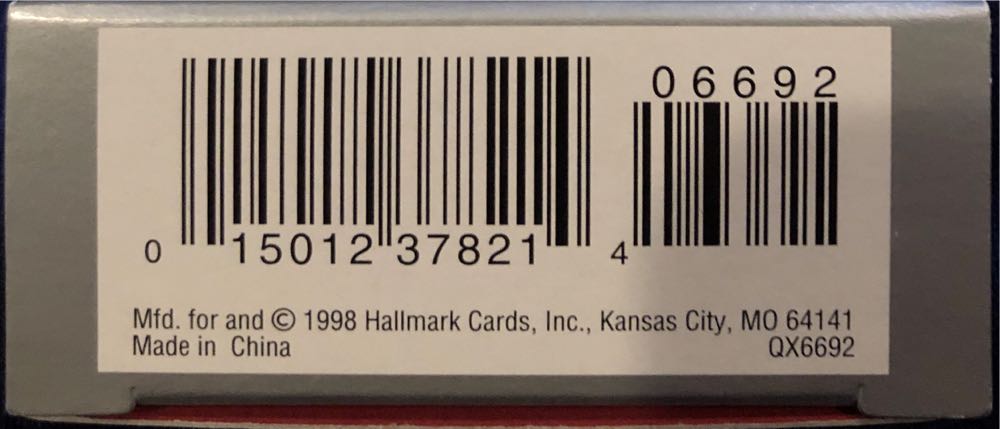 06692
0 15012 37821 4
Mfd. for and © 1998 Hallmark Cards, Inc., Kansas City, MO 64141
Made in China QX6692